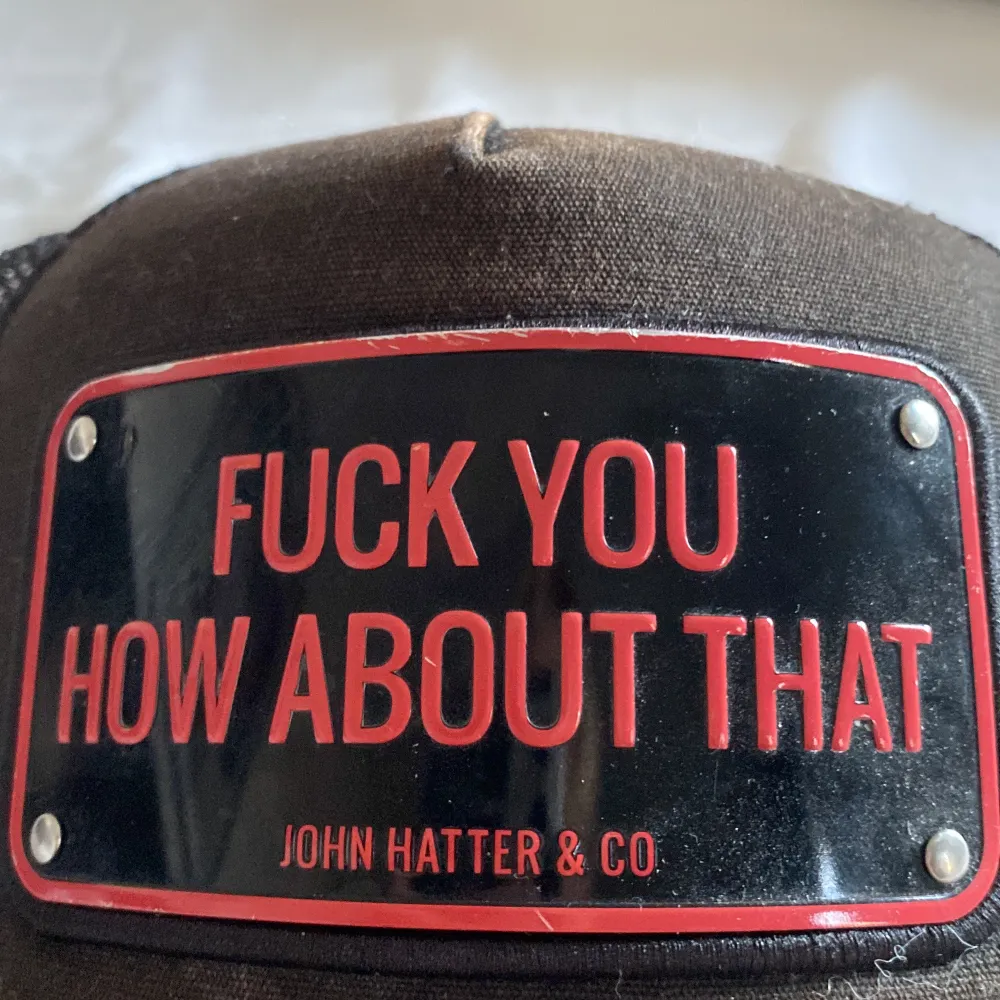 FUCK YOU
HOW ABOUT THAT
JOHN HATTER & CO